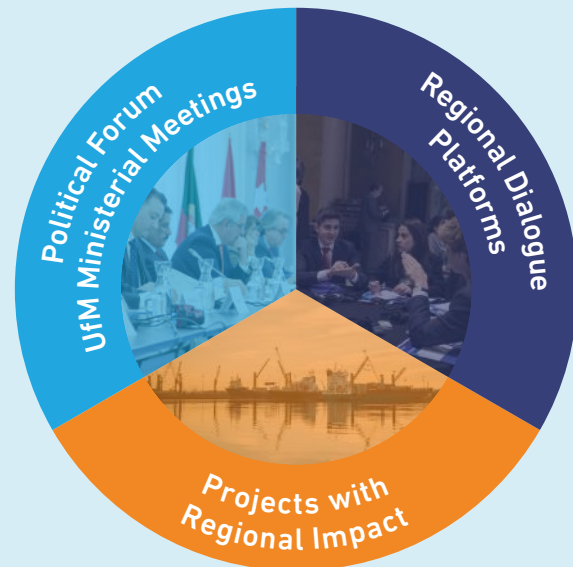 Political Forum
UfM Ministerial Meetings
Regional Dialogue
Platforms
Projects with
Regional Impact